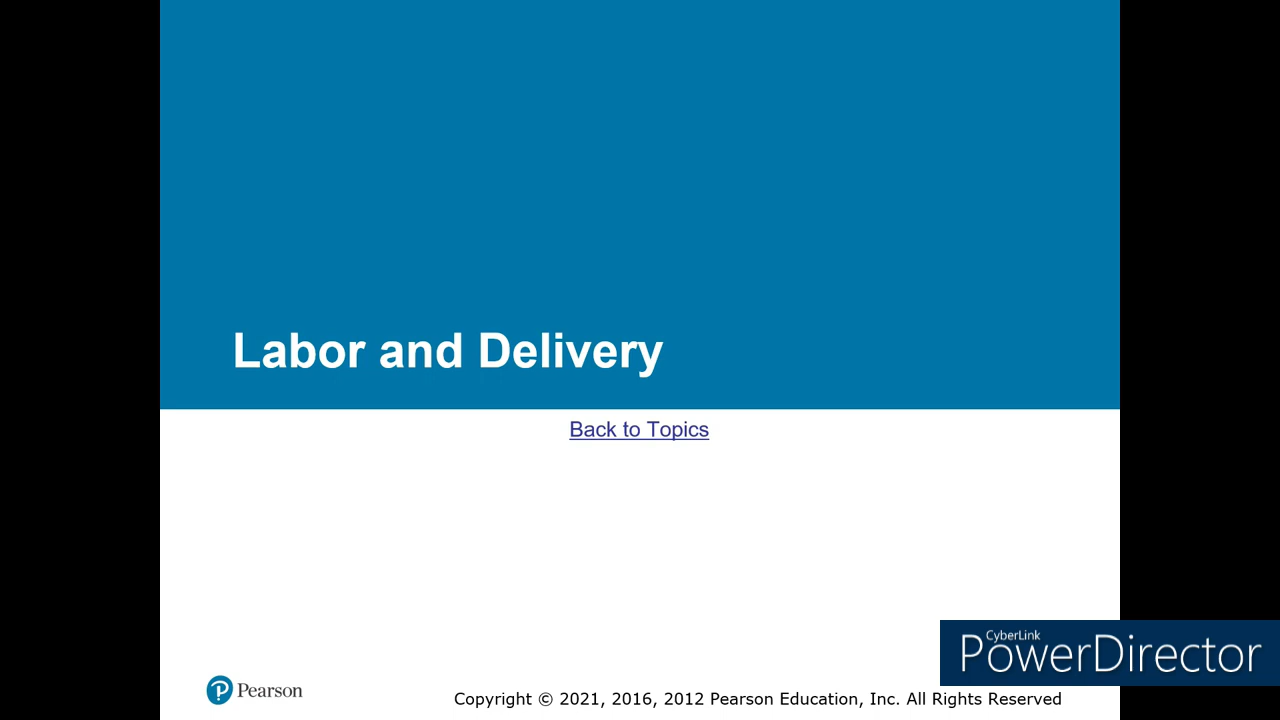 Labor and Delivery
Back to Topics
CyberLink
PowerDirector
Pearson
Copyright © 2021, 2016, 2012 Pearson Education, Inc. All Rights Reserved